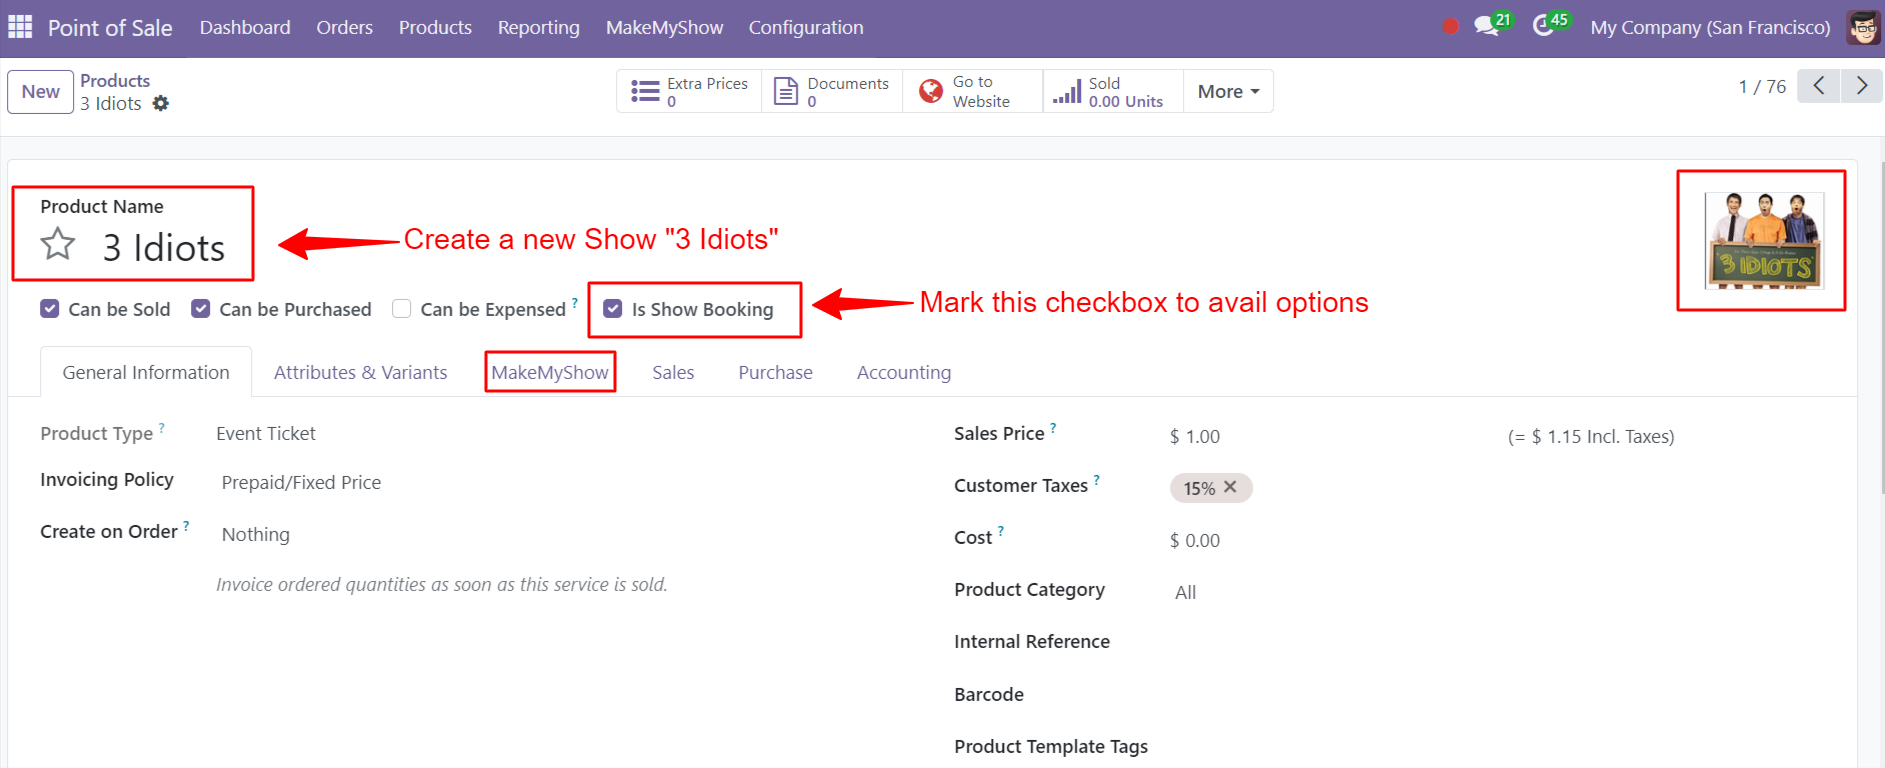 Point of Sale Dashboard Orders Products Reporting MakeMyShow Configuration 21 45 My Company (San Francisco)
New Products
3 Idiots
Extra Prices
0
Documents
0
Go to
Website
Sold
0.00 Units
More
1 / 76
Product Name
3 Idiots
Create a new Show "3 Idiots"
3 IDIOTS
Can be Sold Can be Purchased Can be Expensed ? Is Show Booking
Mark this checkbox to avail options
General Information Attributes & Variants MakeMyShow Sales Purchase Accounting
Product Type ? Event Ticket
Invoicing Policy Prepaid/Fixed Price
Create on Order ? Nothing
Invoice ordered quantities as soon as this service is sold.
Sales Price ? $ 1.00 (= $ 1.15 Incl. Taxes)
Customer Taxes ? 15% ✕
Cost ? $ 0.00
Product Category All
Internal Reference
Barcode
Product Template Tags